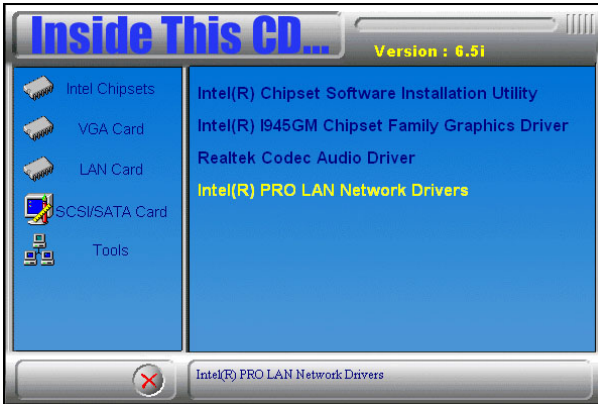 Inside This CD...
Version : 6.5i
Intel Chipsets
VGA Card
LAN Card
SCSI/SATA Card
Tools
Intel(R) Chipset Software Installation Utility
Intel(R) I945GM Chipset Family Graphics Driver
Realtek Codec Audio Driver
Intel(R) PRO LAN Network Drivers
Intel(R) PRO LAN Network Drivers